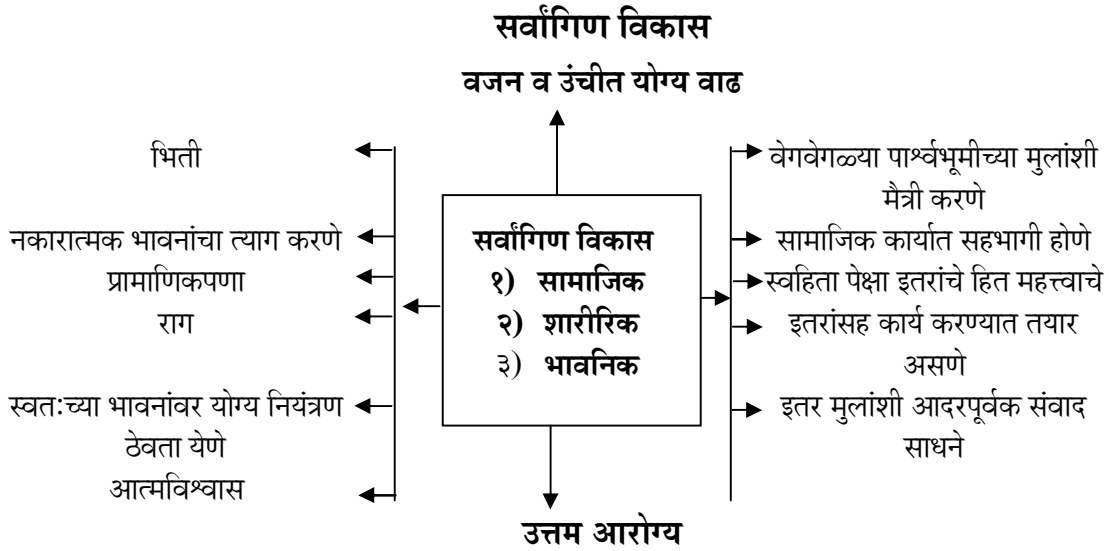 सर्वांगिण विकास
वजन व उंचीत योग्य वाढ
भिती
नकारात्मक भावनांचा त्याग करणे
प्रामाणिकपणा
राग
स्वत:च्या भावनांवर योग्य नियंत्रण
ठेवता येणे
आत्मविश्वास
सर्वांगिण विकास
१) सामाजिक
२) शारीरिक
३) भावनिक
वेगवेगळ्या पार्श्वभूमीच्या मुलांशी
मैत्री करणे
सामाजिक कार्यात सहभागी होणे
स्वहिता पेक्षा इतरांचे हित महत्त्वाचे
इतरांसह कार्य करण्यात तयार
असणे
इतर मुलांशी आदरपूर्वक संवाद
साधने
उत्तम आरोग्य